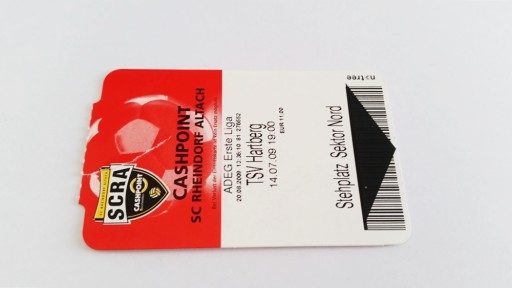 SCRA
CASHPOINT
CASHPOINT
SC RHEINDORF ALTACH
ADEG Erste Liga
TSV Hartberg
14.07.09 19:00
EUR 11.00
Stehplatz Sektor Nord
n>tree